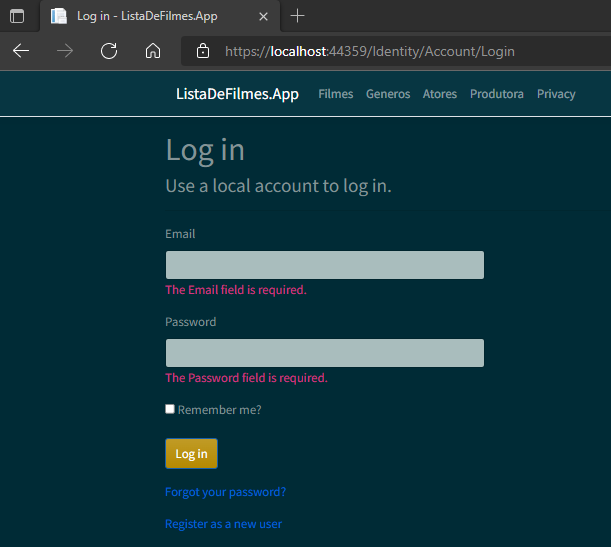 Log in - ListaDeFilmes.App
https://localhost:44359/Identity/Account/Login
ListaDeFilmes.App Filmes Generos Atores Produtora Privacy
Log in
Use a local account to log in.
Email
The Email field is required.
Password
The Password field is required.
Remember me?
Log in
Forgot your password?
Register as a new user